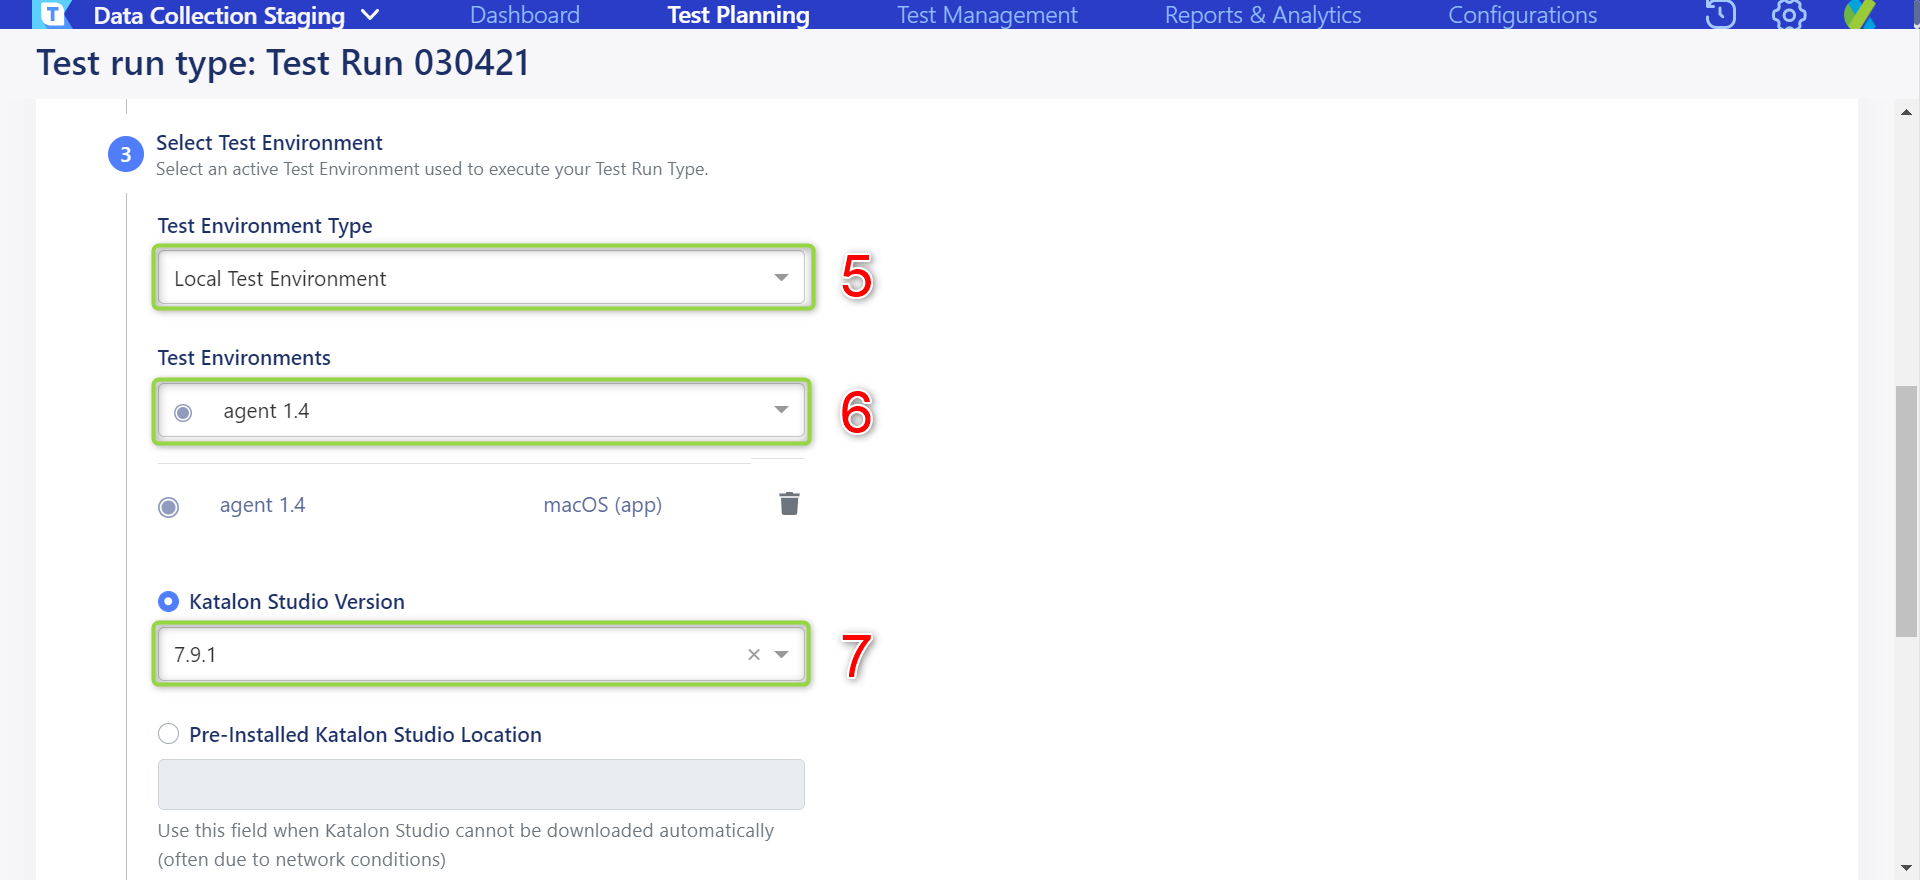 T
Data Collection Staging
Dashboard
Test Planning
Test Management
Reports & Analytics
Configurations
Test run type: Test Run 030421
3
Select Test Environment
Select an active Test Environment used to execute your Test Run Type.
Test Environment Type
Local Test Environment
5
Test Environments
agent 1.4
6
agent 1.4
macOS (app)
Katalon Studio Version
7.9.1
7
Pre-Installed Katalon Studio Location
Use this field when Katalon Studio cannot be downloaded automatically
(often due to network conditions)